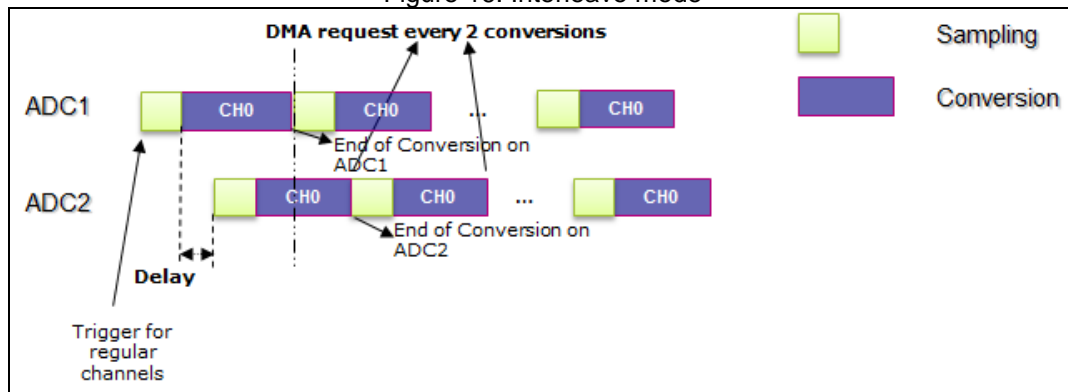 DMA request every 2 conversions
Sampling
Conversion
ADC1
CH0
CH0
...
CH0
End of Conversion on
ADC1
ADC2
CH0
CH0
...
CH0
End of Conversion on
ADC2
Delay
Trigger for
regular
channels